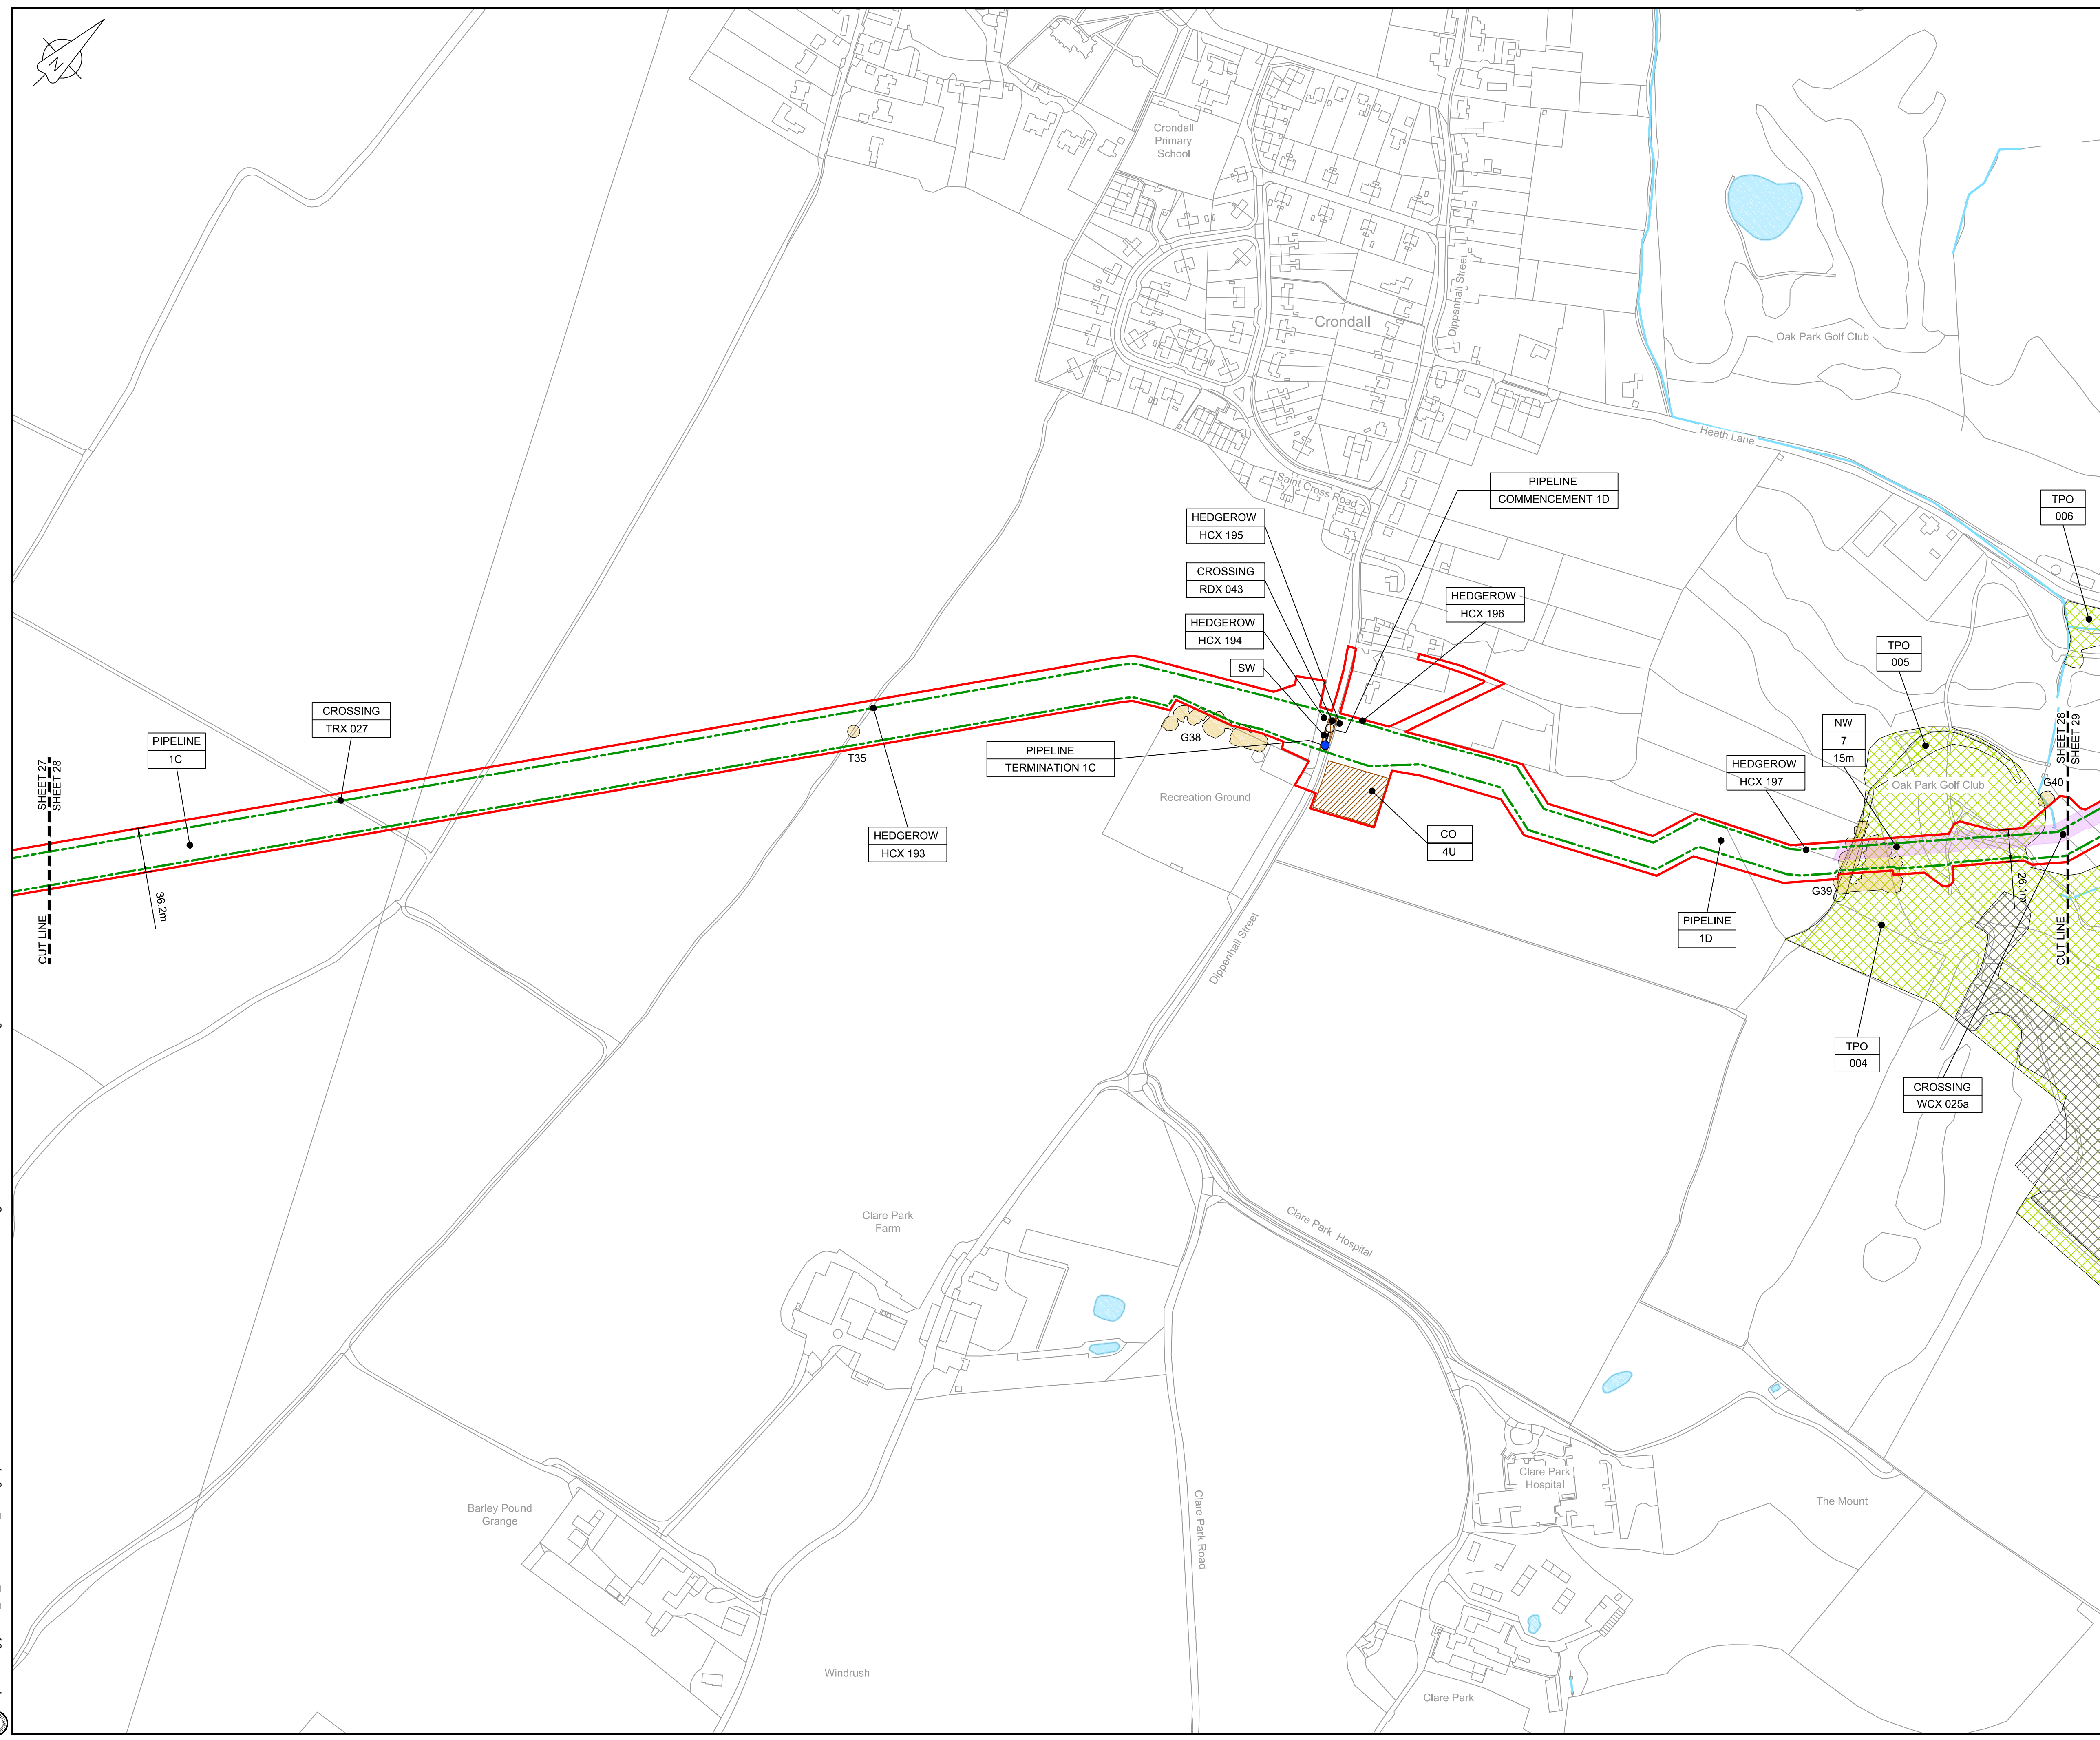 N
Crondall
Primary
School
Dippenhall Street
Crondall
Oak Park Golf Club
Heath Lane
Saint Cross Road
PIPELINE
COMMENCEMENT 1D
TPO
006
HEDGEROW
HCX 195
CROSSING
RDX 043
HEDGEROW
HCX 196
HEDGEROW
HCX 194
SW
TPO
005
CROSSING
TRX 027
PIPELINE
1C
NW
7
15m
SHEET 27
SHEET 28
CUT LINE
36.2m
T35
G38
PIPELINE
TERMINATION 1C
Recreation Ground
HEDGEROW
HCX 193
CO
4U
HEDGEROW
HCX 197
Oak Park Golf Club
G40
SHEET 28
SHEET 29
CUT LINE
G39
26.1m
PIPELINE
1D
Dippenhall Street
TPO
004
CROSSING
WCX 025a
Clare Park
Farm
Clare Park Hospital
Clare Park Road
Clare Park
Hospital
The Mount
Barley Pound
Grange
Windrush
Clare Park